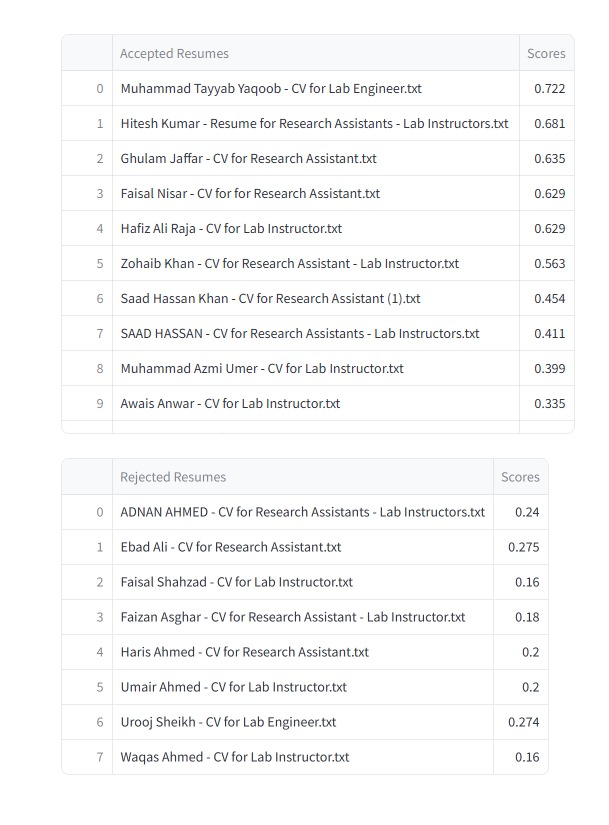 Accepted Resumes Scores
0 Muhammad Tayyab Yaqoob - CV for Lab Engineer.txt 0.722
1 Hitesh Kumar - Resume for Research Assistants - Lab Instructors.txt 0.681
2 Ghulam Jaffar - CV for Research Assistant.txt 0.635
3 Faisal Nisar - CV for for Research Assistant.txt 0.629
4 Hafiz Ali Raja - CV for Lab Instructor.txt 0.629
5 Zohaib Khan - CV for Research Assistant - Lab Instructor.txt 0.563
6 Saad Hassan Khan - CV for Research Assistant (1).txt 0.454
7 SAAD HASSAN - CV for Research Assistants - Lab Instructors.txt 0.411
8 Muhammad Azmi Umer - CV for Lab Instructor.txt 0.399
9 Awais Anwar - CV for Lab Instructor.txt 0.335
Rejected Resumes Scores
0 ADNAN AHMED - CV for Research Assistants - Lab Instructors.txt 0.24
1 Ebad Ali - CV for Research Assistant.txt 0.275
2 Faisal Shahzad - CV for Lab Instructor.txt 0.16
3 Faizan Asghar - CV for Research Assistant - Lab Instructor.txt 0.18
4 Haris Ahmed - CV for Research Assistant.txt 0.2
5 Umair Ahmed - CV for Lab Instructor.txt 0.2
6 Urooj Sheikh - CV for Lab Engineer.txt 0.274
7 Waqas Ahmed - CV for Lab Instructor.txt 0.16